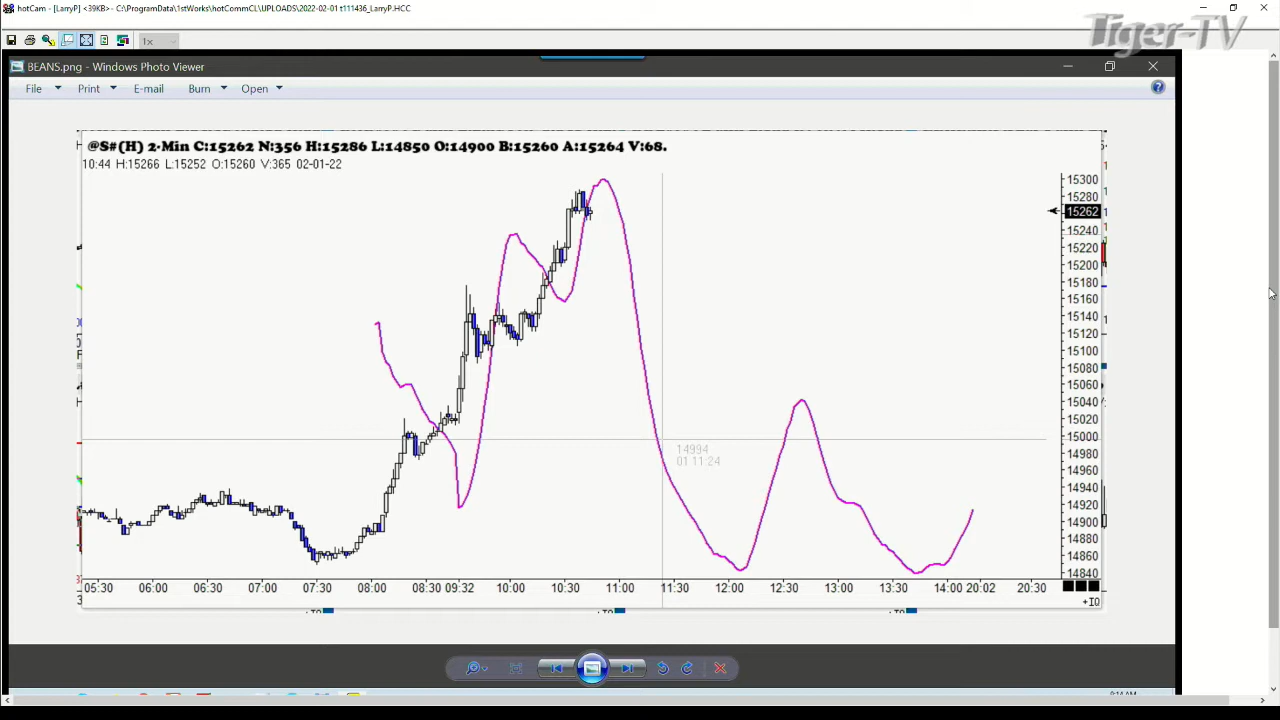 hotCam - [LarryP] <39KB> - C:\ProgramData\1stWorks\hotCommCL\UPLOADS\2022-02-01 t111436_LarryP.HCC
1x
Tiger-TV
BEANS.png - Windows Photo Viewer
File Print E-mail Burn Open
@S#(H) 2-Min C:15262 N:356 H:15286 L:14850 O:14900 B:15260 A:15264 V:68.
10:44 H:15266 L:15252 O:15260 V:365 02-01-22
15300
15280
15262
15240
15220
15200
15180
15160
15140
15120
15100
15080
15060
15040
15020
15000
14994
01 11:24
14980
14960
14940
14920
14900
14880
14860
14840
05:30 06:00 06:30 07:00 07:30 08:00 08:30 09:32 10:00 10:30 11:00 11:30 12:00 12:30 13:00 13:30 14:00 20:02 20:30
+IQ